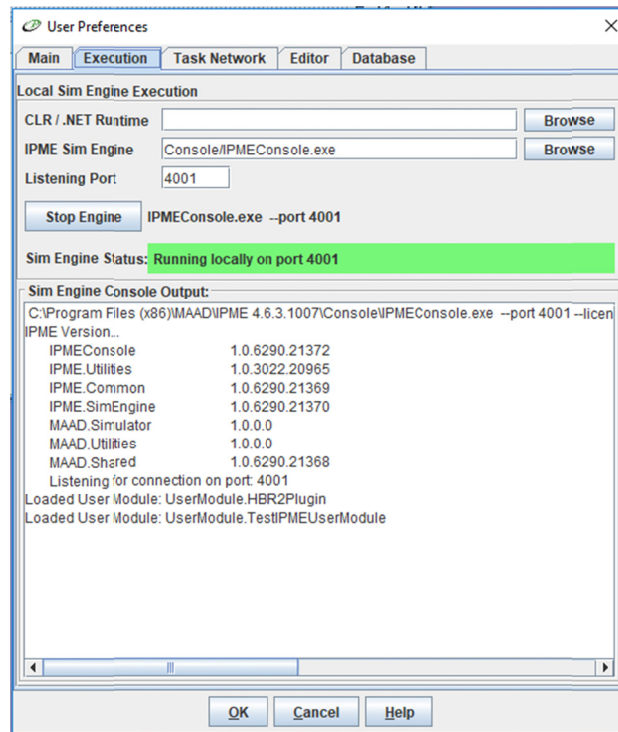 User Preferences
Main Execution Task Network Editor Database
Local Sim Engine Execution
CLR / .NET Runtime Browse
IPME Sim Engine Console/IPMEConsole.exe Browse
Listening Port 4001
Stop Engine IPMEConsole.exe --port 4001
Sim Engine Status: Running locally on port 4001
Sim Engine Console Output:
C:\Program Files (x86)\MAAD\IPME 4.6.3.1007\Console\IPMEConsole.exe --port 4001 --licen
IPME Version...
IPMEConsole 1.0.6290.21372
IPME.Utilities 1.0.3022.20965
IPME.Common 1.0.6290.21369
IPME.SimEngine 1.0.6290.21370
MAAD.Simulator 1.0.0.0
MAAD.Utilities 1.0.0.0
MAAD.Shared 1.0.6290.21368
Listening for connection on port: 4001
Loaded User Module: UserModule.HBR2Plugin
Loaded User Module: UserModule.TestIPMEUserModule
OK Cancel Help